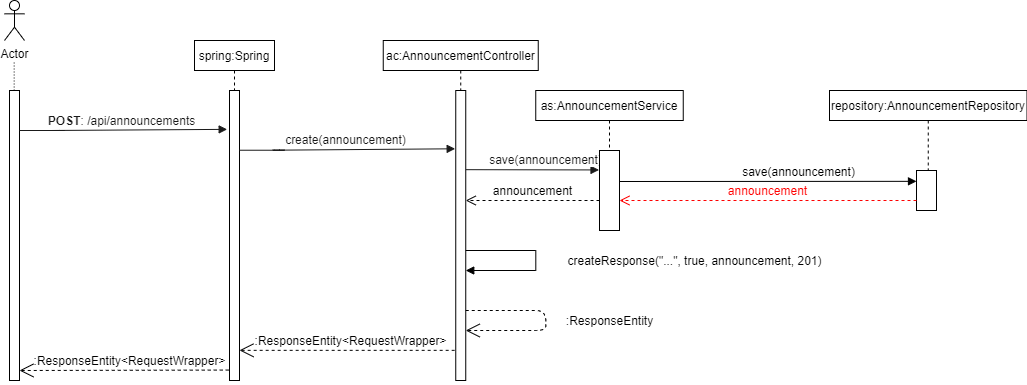 Actor
spring:Spring
ac:AnnouncementController
as:AnnouncementService
repository:AnnouncementRepository
POST: /api/announcements
create(announcement)
save(announcement
save(announcement)
announcement
announcement
createResponse("...", true, announcement, 201)
:ResponseEntity
:ResponseEntity<RequestWrapper>
:ResponseEntity<RequestWrapper>